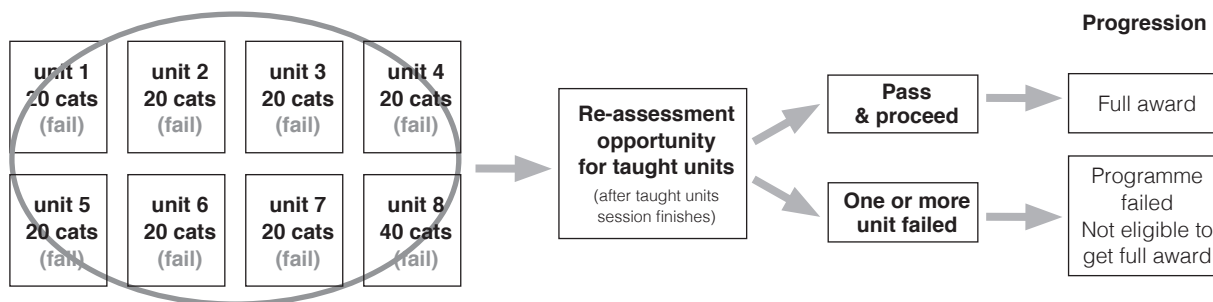 Progression
unit 1
20 cats
(fail)
unit 2
20 cats
(fail)
unit 3
20 cats
(fail)
unit 4
20 cats
(fail)
unit 5
20 cats
(fail)
unit 6
20 cats
(fail)
unit 7
20 cats
(fail)
unit 8
40 cats
(fail)
Re-assessment
opportunity
for taught units
(after taught units
session finishes)
Pass
& proceed
Full award
One or more
unit failed
Programme
failed
Not eligible to
get full award